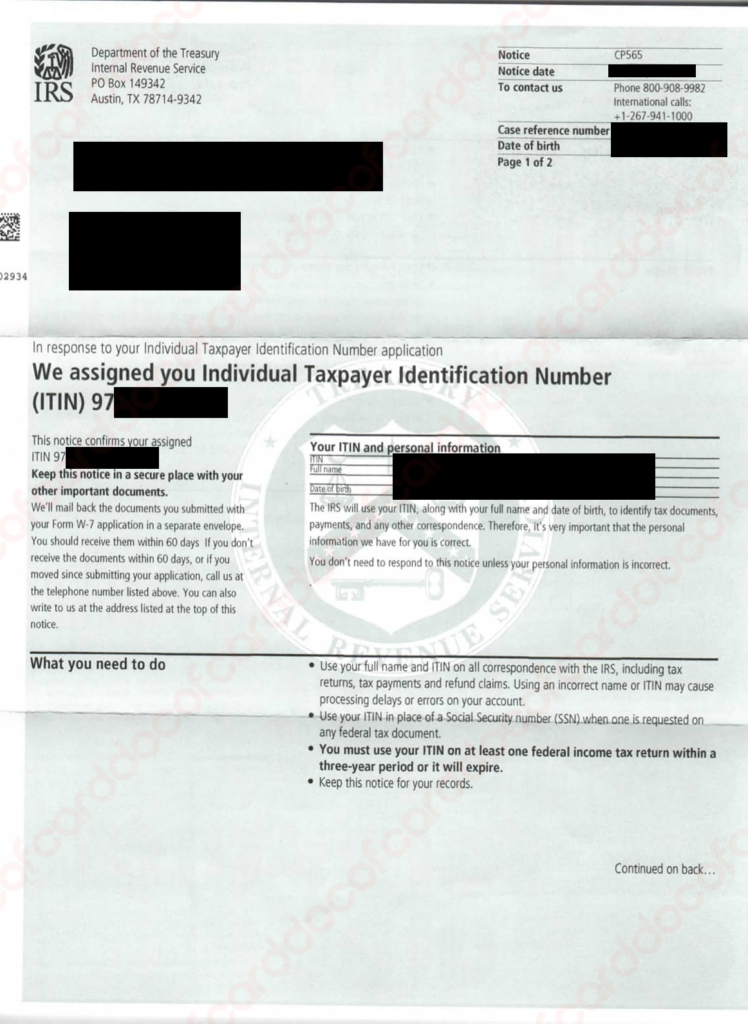 IRS
Department of the Treasury
Internal Revenue Service
PO Box 149342
Austin, TX 78714-9342
Notice CP565
Notice date
To contact us Phone 800-908-9982
International calls:
+1-267-941-1000
Case reference number
Date of birth
Page 1 of 2
02934
In response to your Individual Taxpayer Identification Number application
We assigned you Individual Taxpayer Identification Number
(ITIN) 97
This notice confirms your assigned
ITIN 97
Keep this notice in a secure place with your
other important documents.
We'll mail back the documents you submitted with
your Form W-7 application in a separate envelope.
You should receive them within 60 days If you don't
receive the documents within 60 days, or if you
moved since submitting your application, call us at
the telephone number listed above. You can also
write to us at the address listed at the top of this
notice.
Your ITIN and personal information
ITIN
Full name
Date of birth
The IRS will use your ITIN, along with your full name and date of birth, to identify tax documents,
payments, and any other correspondence. Therefore, it's very important that the personal
information we have for you is correct.
You don't need to respond to this notice unless your personal information is incorrect.
TREASURY
INTERNAL REVENUE SERVICE
What you need to do
• Use your full name and ITIN on all correspondence with the IRS, including tax
returns, tax payments and refund claims. Using an incorrect name or ITIN may cause
processing delays or errors on your account.
• Use your ITIN in place of a Social Security number (SSN) when one is requested on
any federal tax document.
• You must use your ITIN on at least one federal income tax return within a
three-year period or it will expire.
• Keep this notice for your records.
Continued on back...